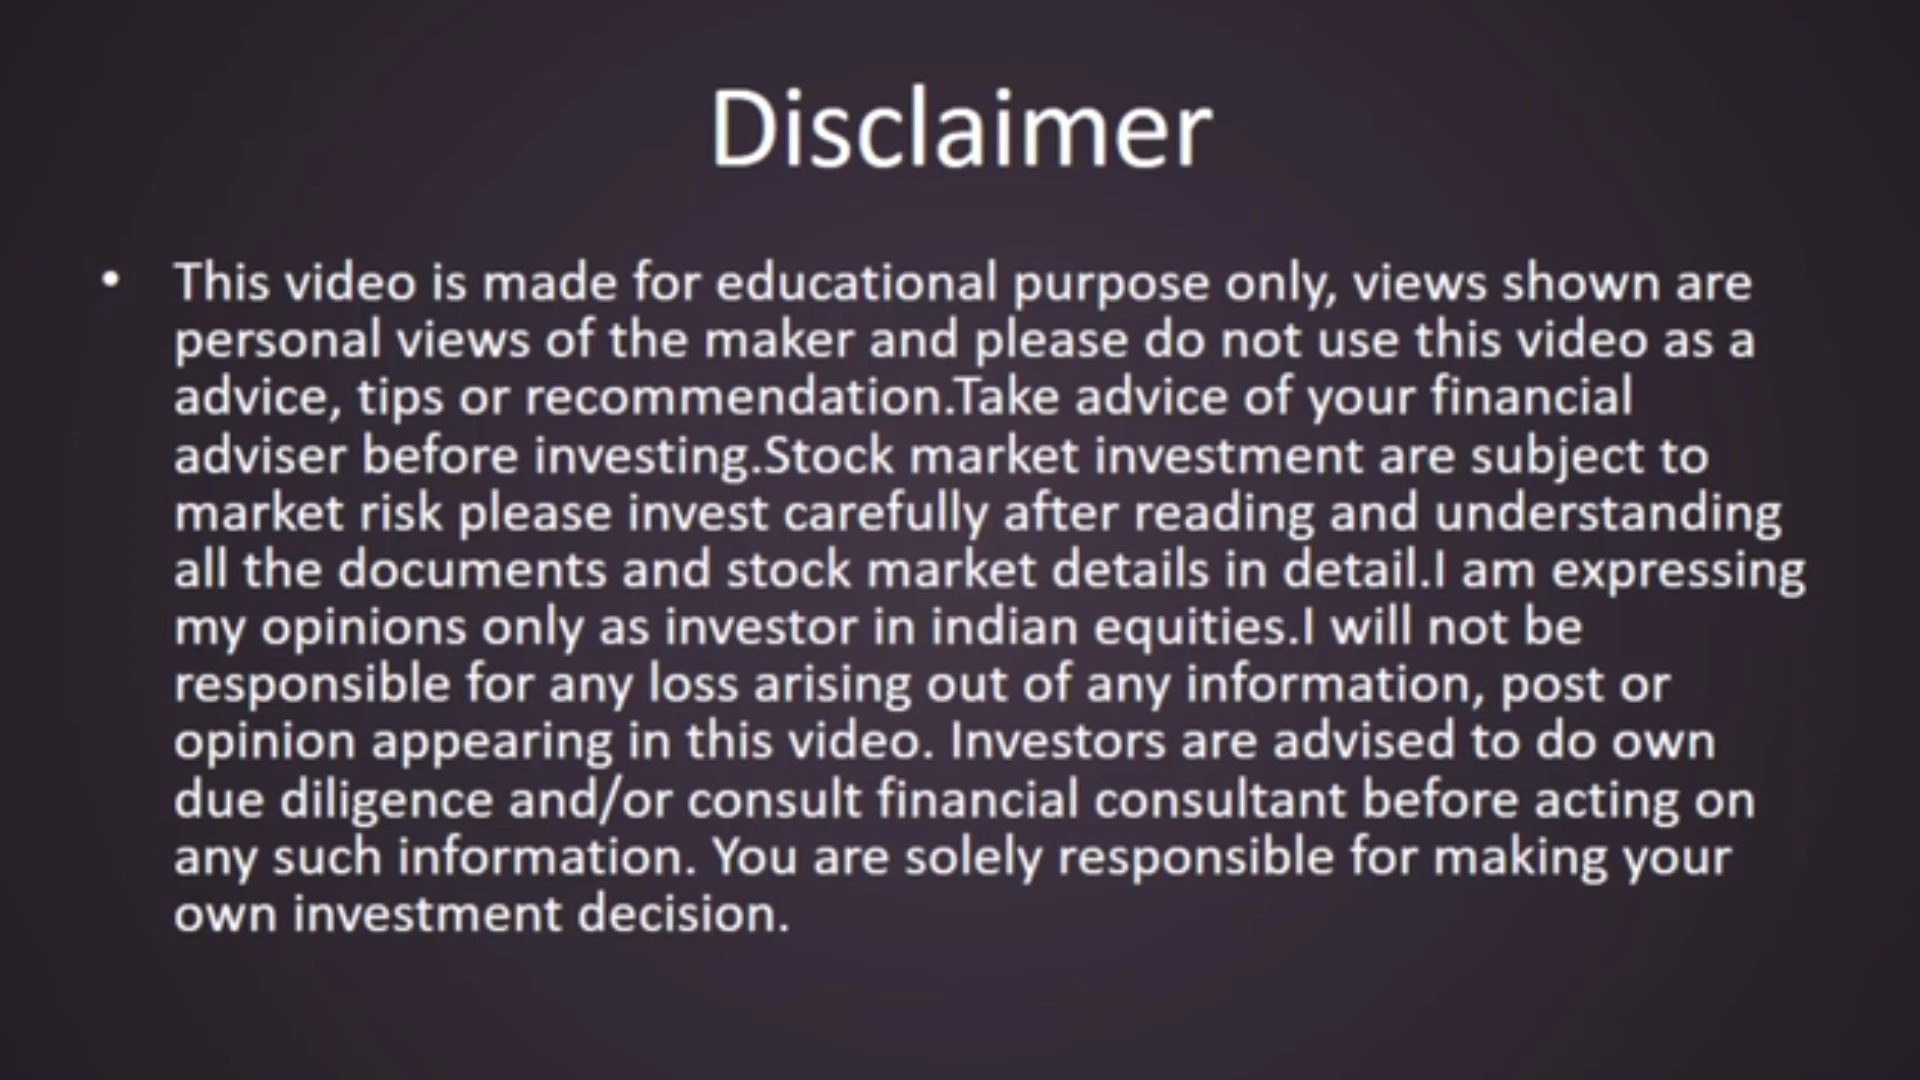 Disclaimer
• This video is made for educational purpose only, views shown are
personal views of the maker and please do not use this video as a
advice, tips or recommendation.Take advice of your financial
adviser before investing.Stock market investment are subject to
market risk please invest carefully after reading and understanding
all the documents and stock market details in detail.I am expressing
my opinions only as investor in indian equities.I will not be
responsible for any loss arising out of any information, post or
opinion appearing in this video. Investors are advised to do own
due diligence and/or consult financial consultant before acting on
any such information. You are solely responsible for making your
own investment decision.